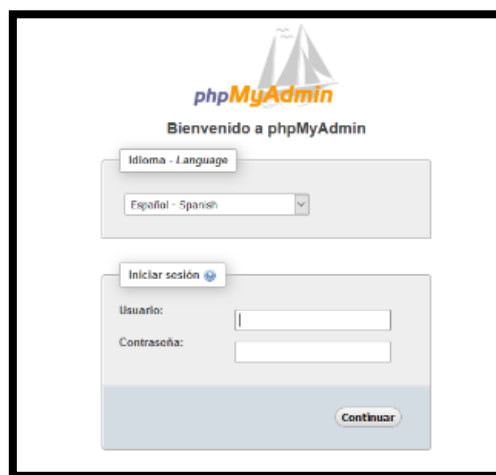 phpMyAdmin
Bienvenido a phpMyAdmin
Idioma - Language
Español - Spanish
Iniciar sesión
Usuario:
Contraseña:
Continuar